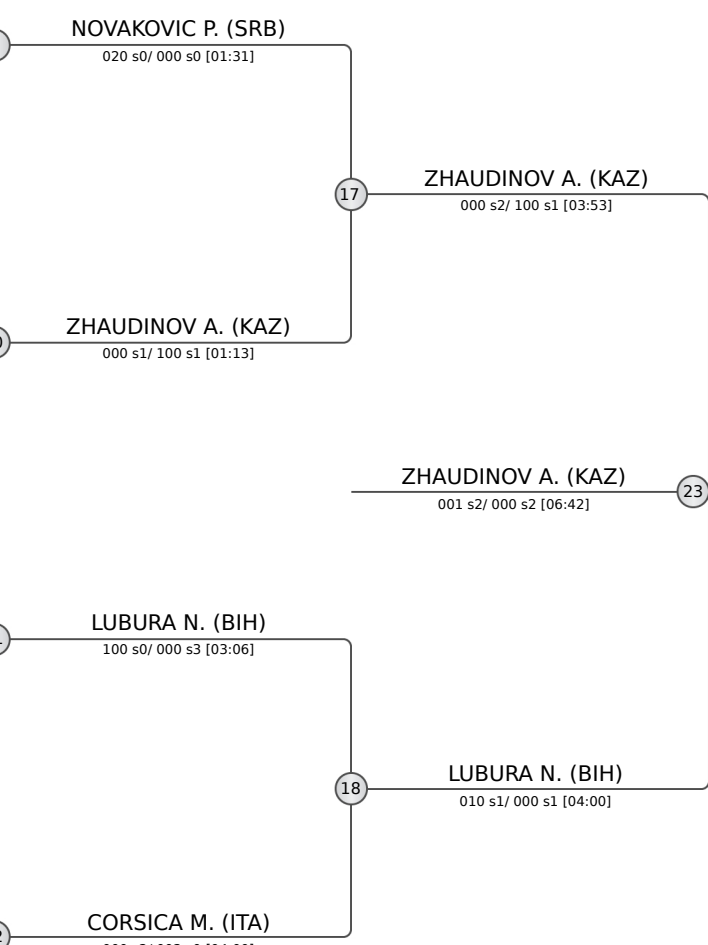 NOVAKOVIC P. (SRB)
020 s0/ 000 s0 [01:31]
17
ZHAUDINOV A. (KAZ)
000 s2/ 100 s1 [03:53]
ZHAUDINOV A. (KAZ)
000 s1/ 100 s1 [01:13]
ZHAUDINOV A. (KAZ)
23
001 s2/ 000 s2 [06:42]
LUBURA N. (BIH)
100 s0/ 000 s3 [03:06]
18
LUBURA N. (BIH)
010 s1/ 000 s1 [04:00]
CORSICA M. (ITA)